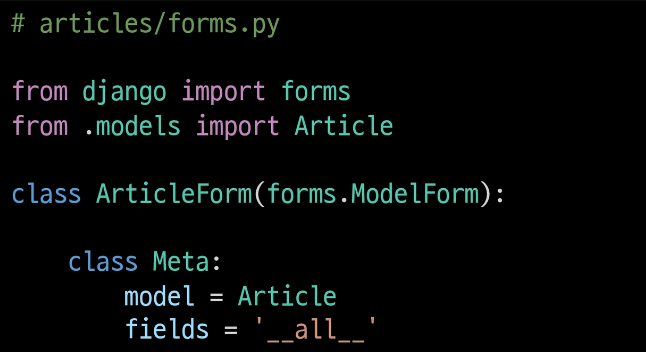 # articles/forms.py
from django import forms
from .models import Article
class ArticleForm(forms.ModelForm):
class Meta:
model = Article
fields = '__all__'